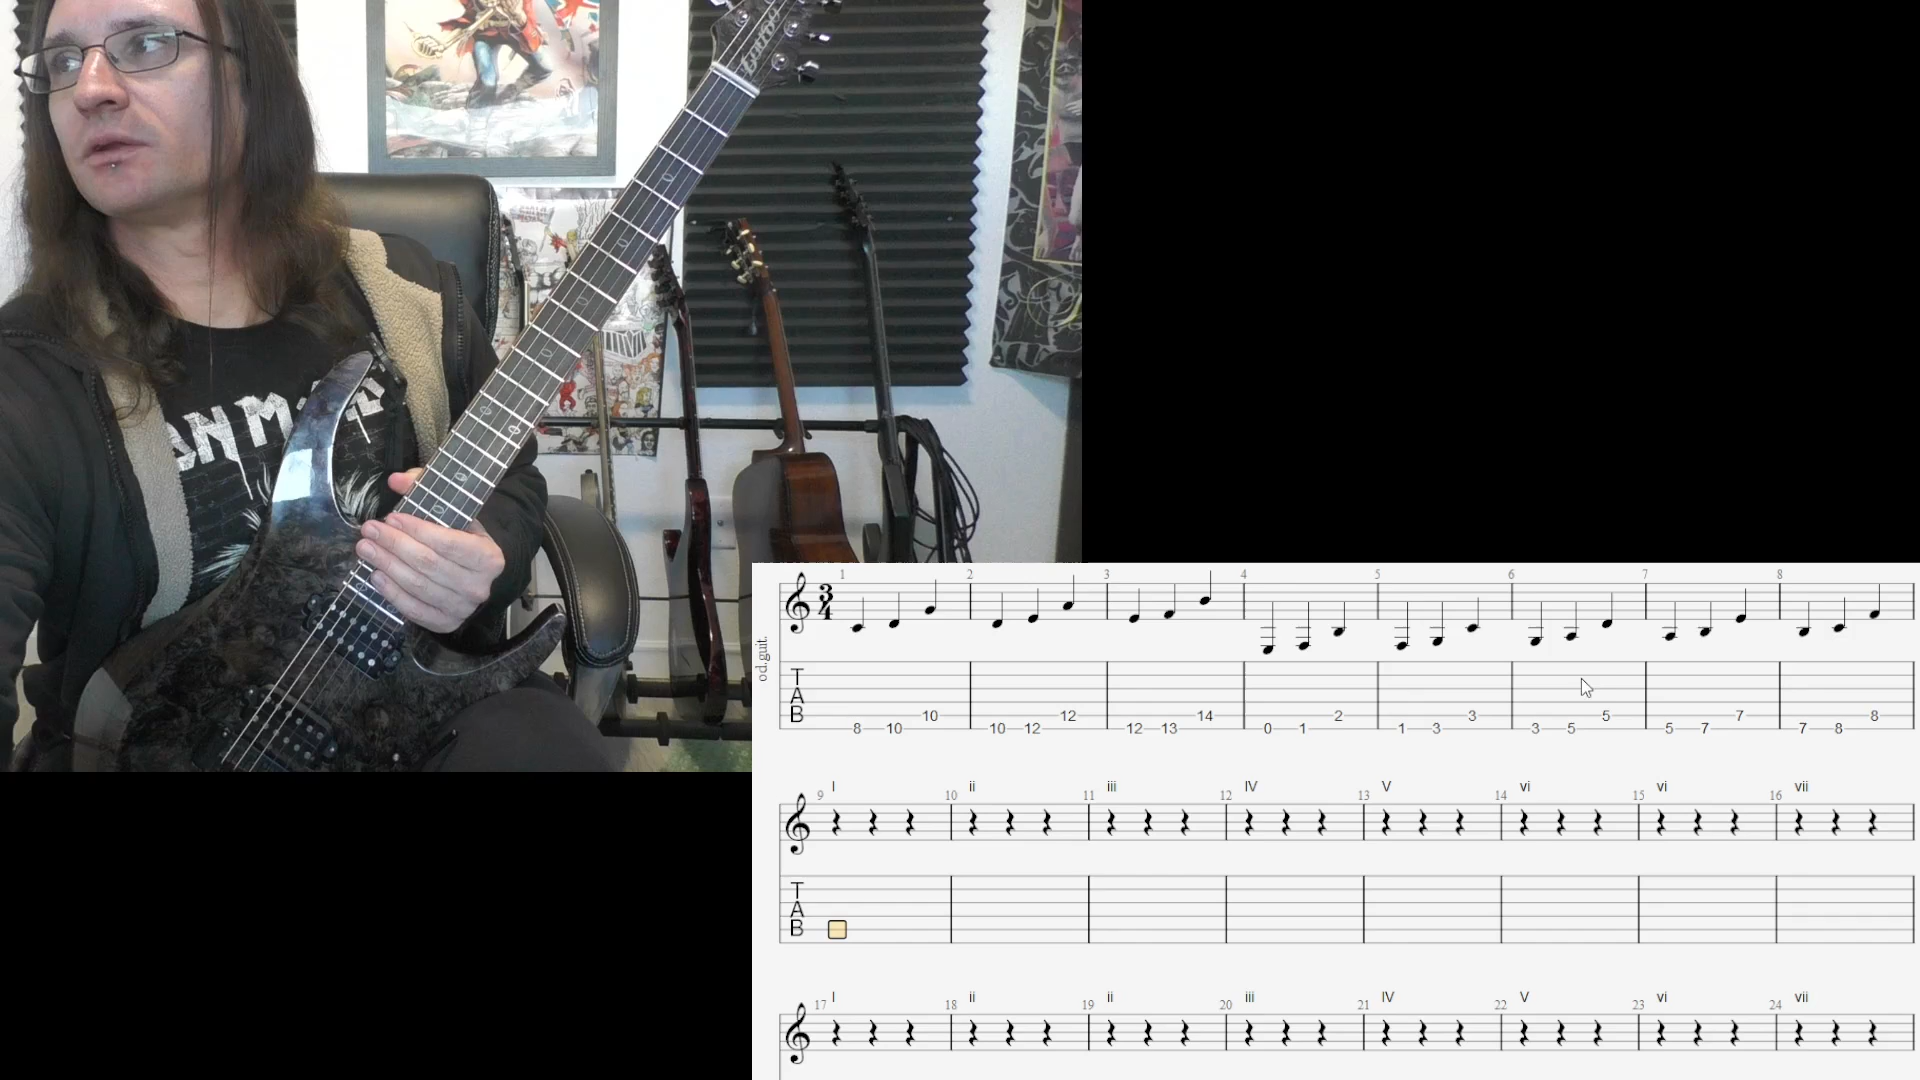 ON M
od.guit.
1 2 3 4 5 6 7 8
3
4
T
A
B
8 10 10 10 12 12 12 13 14 0 1 2 1 3 3 3 5 5 5 7 7 7 8 8
I ii iii IV V vi vi vii
9 10 11 12 13 14 15 16
T
A
B
I ii ii iii IV V vi vii
17 18 19 20 21 22 23 24